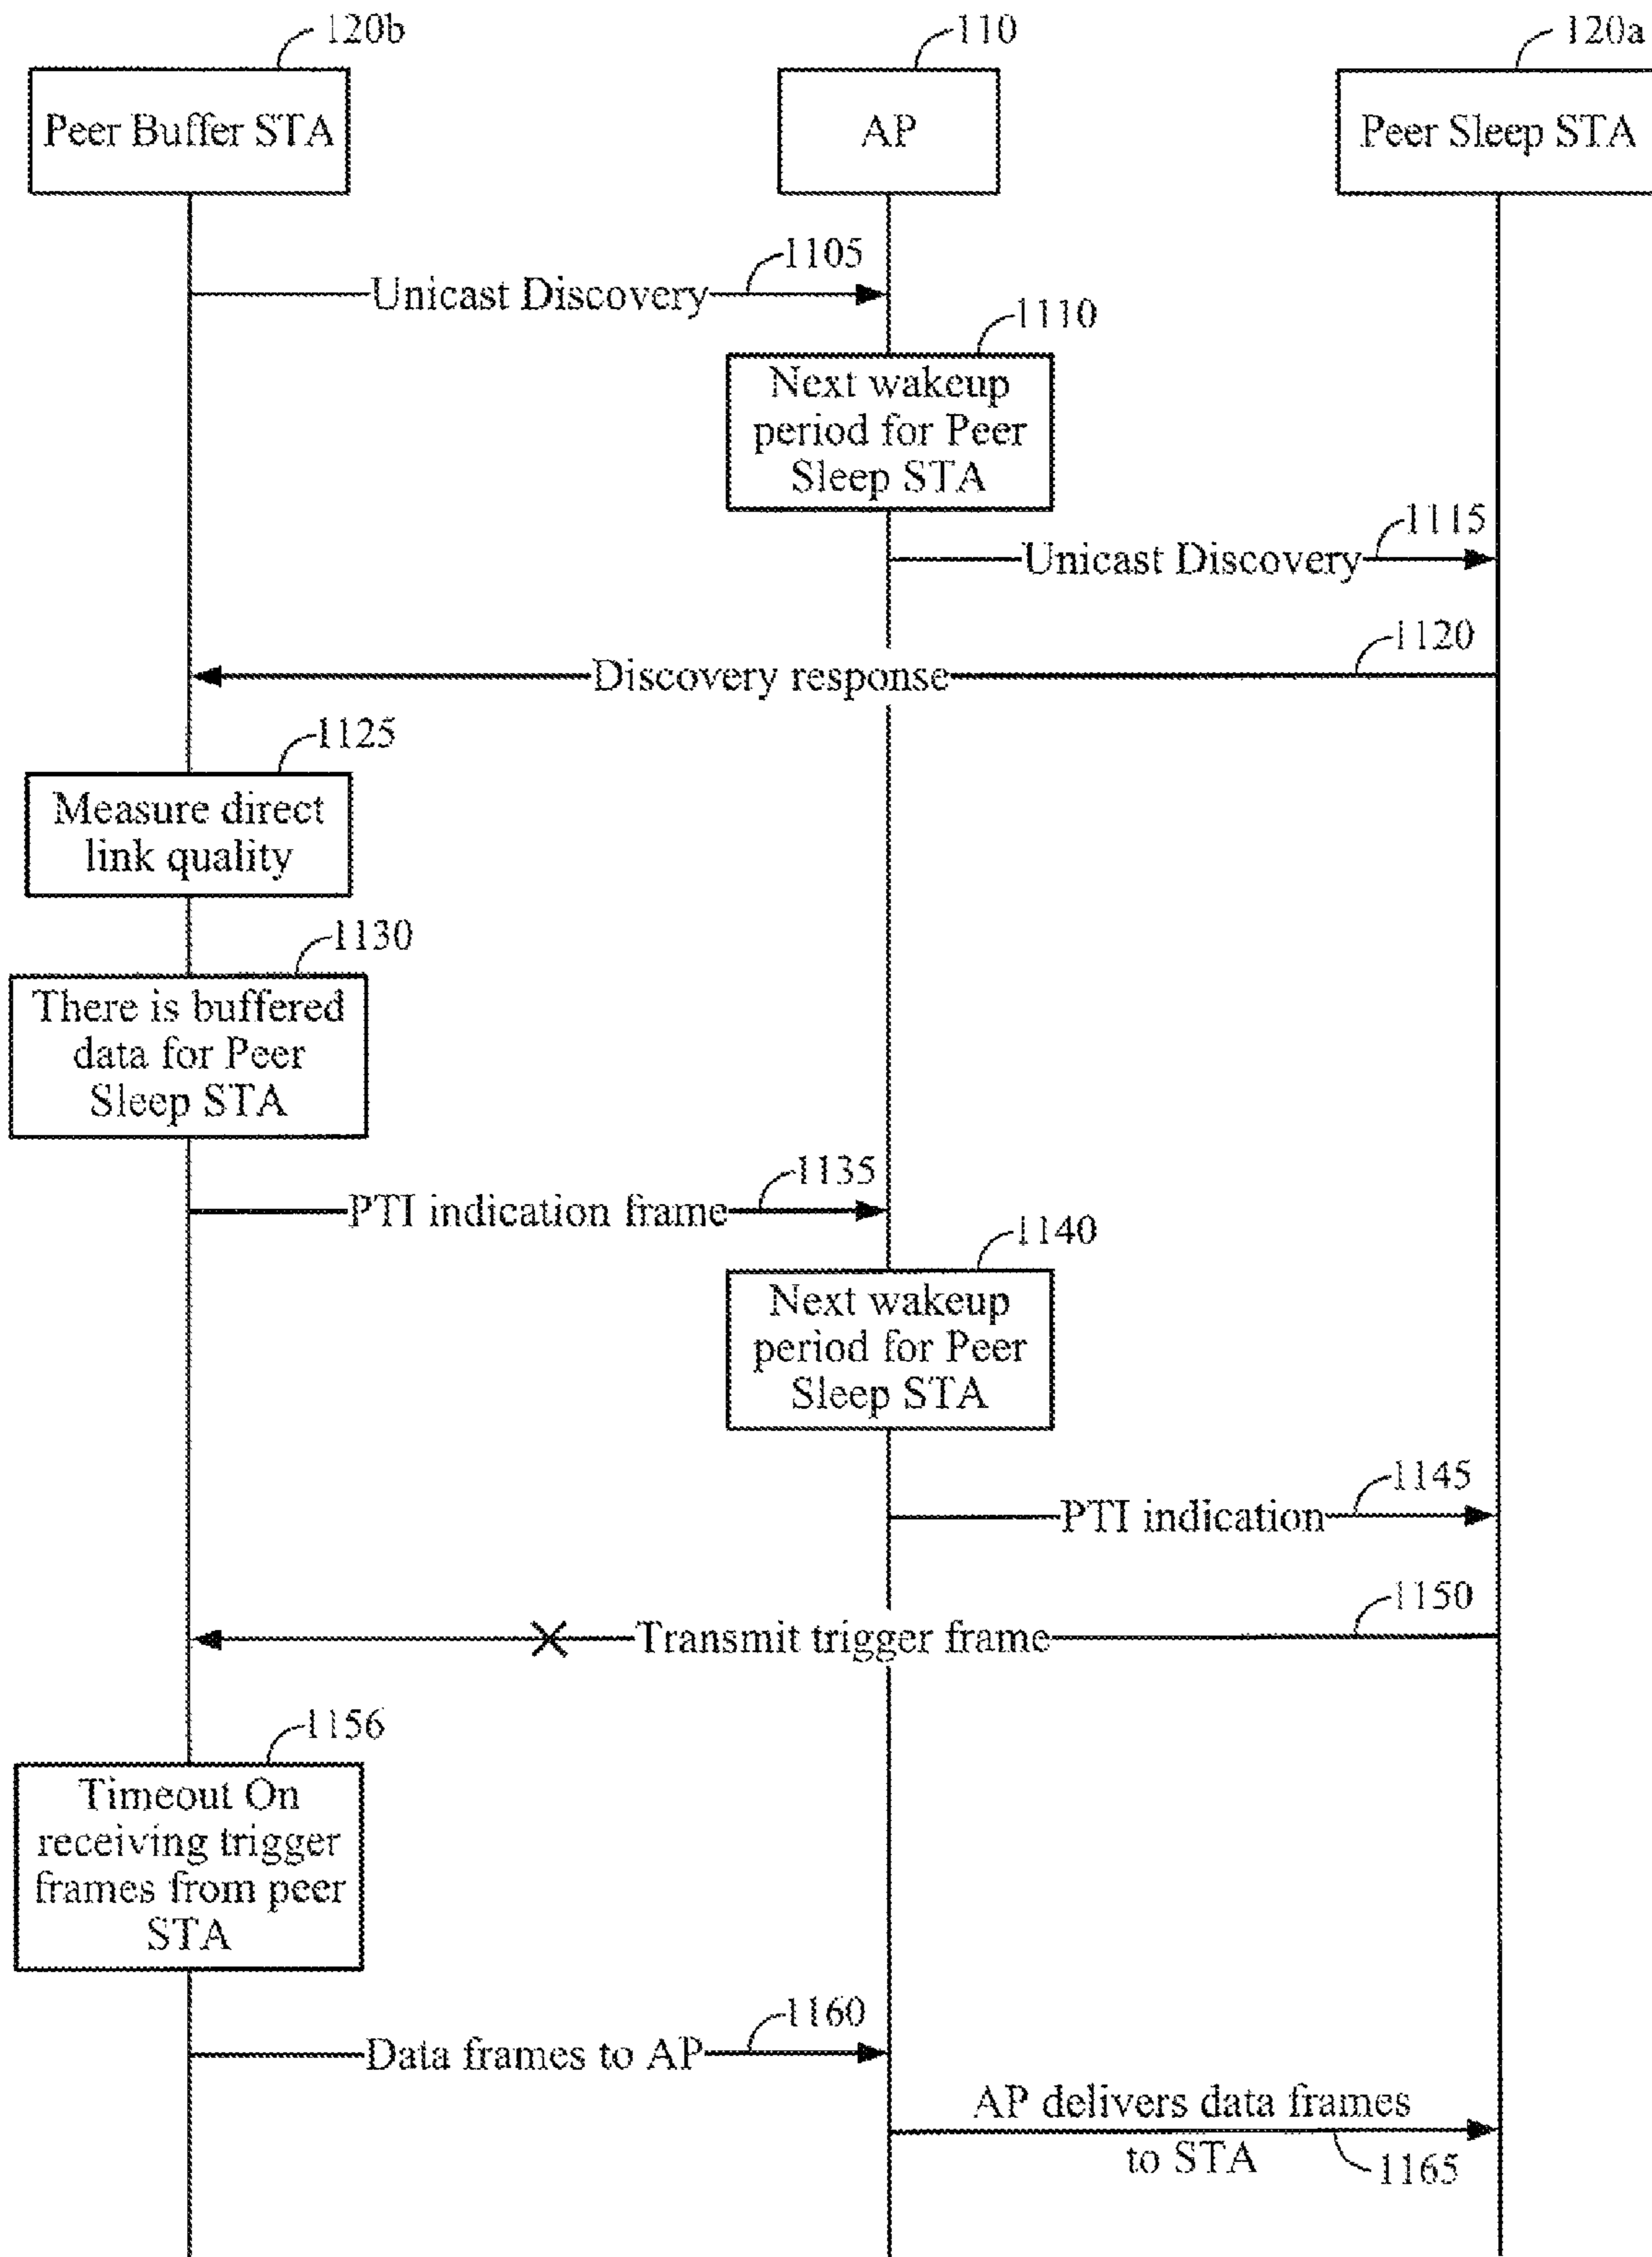 120b
110
120a
Peer Buffer STA
AP
Peer Sleep STA
1105
Unicast Discovery
1110
Next wakeup
period for Peer
Sleep STA
1115
Unicast Discovery
1120
Discovery response
1125
Measure direct
link quality
1130
There is buffered
data for Peer
Sleep STA
1135
PTI indication frame
1140
Next wakeup
period for Peer
Sleep STA
1145
PTI indication
1150
Transmit trigger frame
1156
Timeout On
receiving trigger
frames from peer
STA
1160
Data frames to AP
AP delivers data frames
to STA
1165